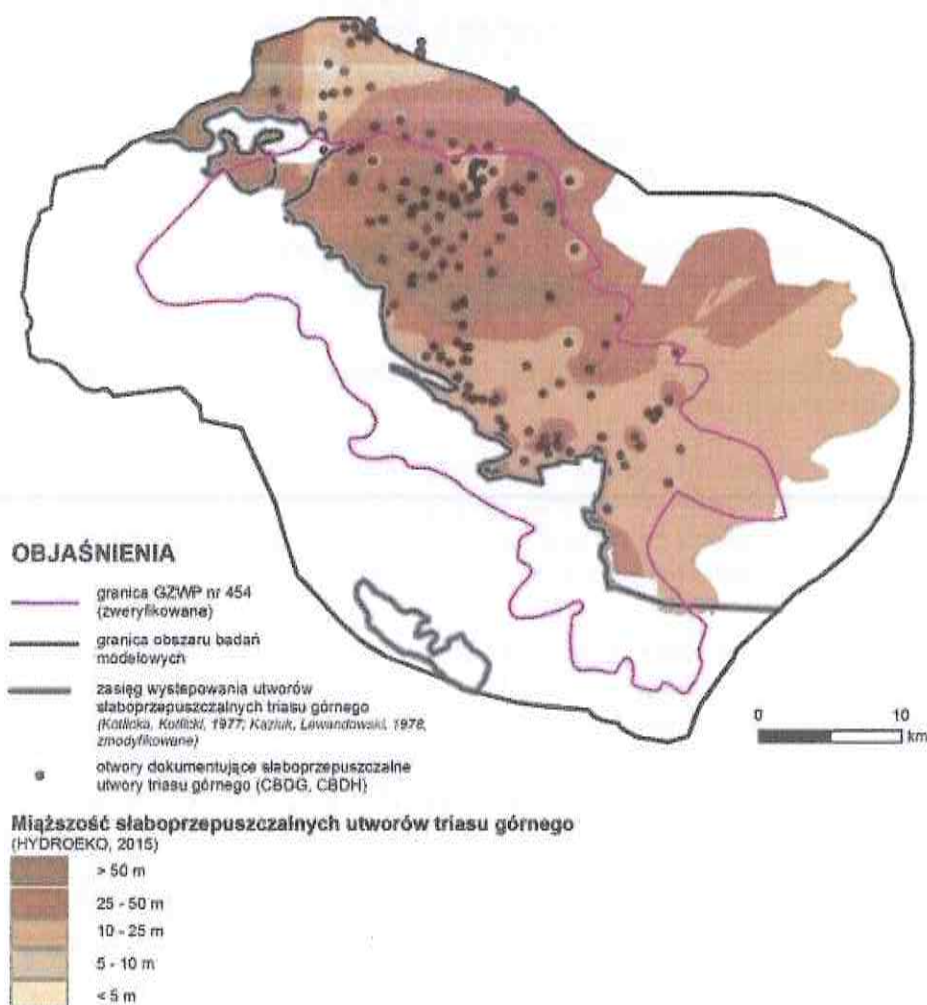 OBJAŚNIENIA
granica GZWP nr 454
(zweryfikowana)
granica obszaru badań
modelowych
zasięg występowania utworów
słaboprzepuszczalnych triasu górnego
(Kotlicka, Kotlicki, 1977; Kaziuk, Lewandowski, 1978,
zmodyfikowane)
otwory dokumentujące słaboprzepuszczalne
utwory triasu górnego (CBDG, CBDH)
0 10
km
Miąższość słaboprzepuszczalnych utworów triasu górnego
(HYDROEKO, 2015)
> 50 m
25 - 50 m
10 - 25 m
5 - 10 m
< 5 m